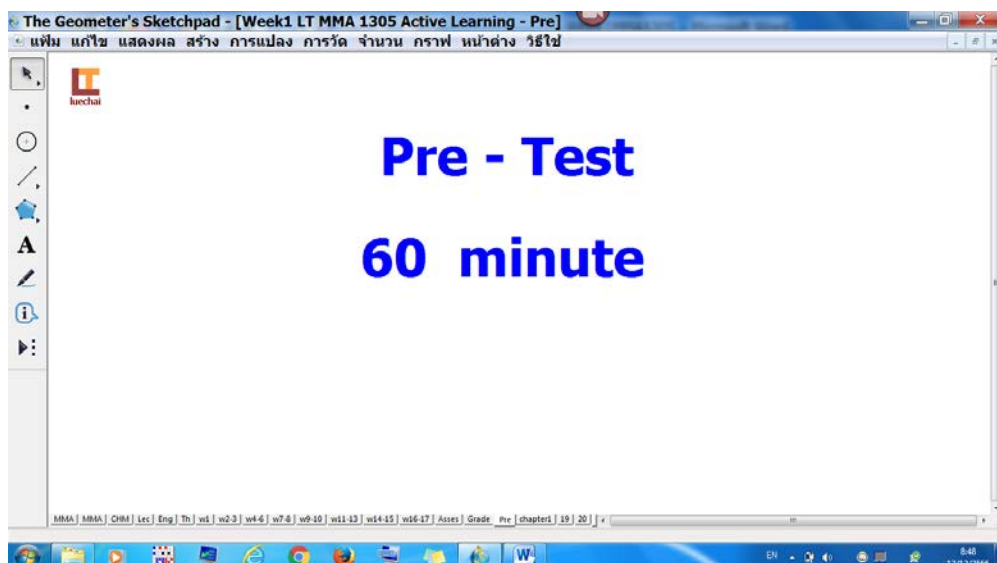 The Geometer's Sketchpad - [Week1 LT MMA 1305 Active Learning - Pre]
แฟ้ม แก้ไข แสดงผล สร้าง การแปลง การวัด จำนวน กราฟ หน้าต่าง วิธีใช้
LT
luechai
Pre - Test
60 minute
A
MMA | MMA | CHM | Lec | Eng | Th | w1 | w2-3 | w4-6 | w7-8 | w9-10 | w11-13 | w14-15 | w16-17 | Asses | Grade Pre | chapter1 | 19 | 20 |
W
EN
8:48